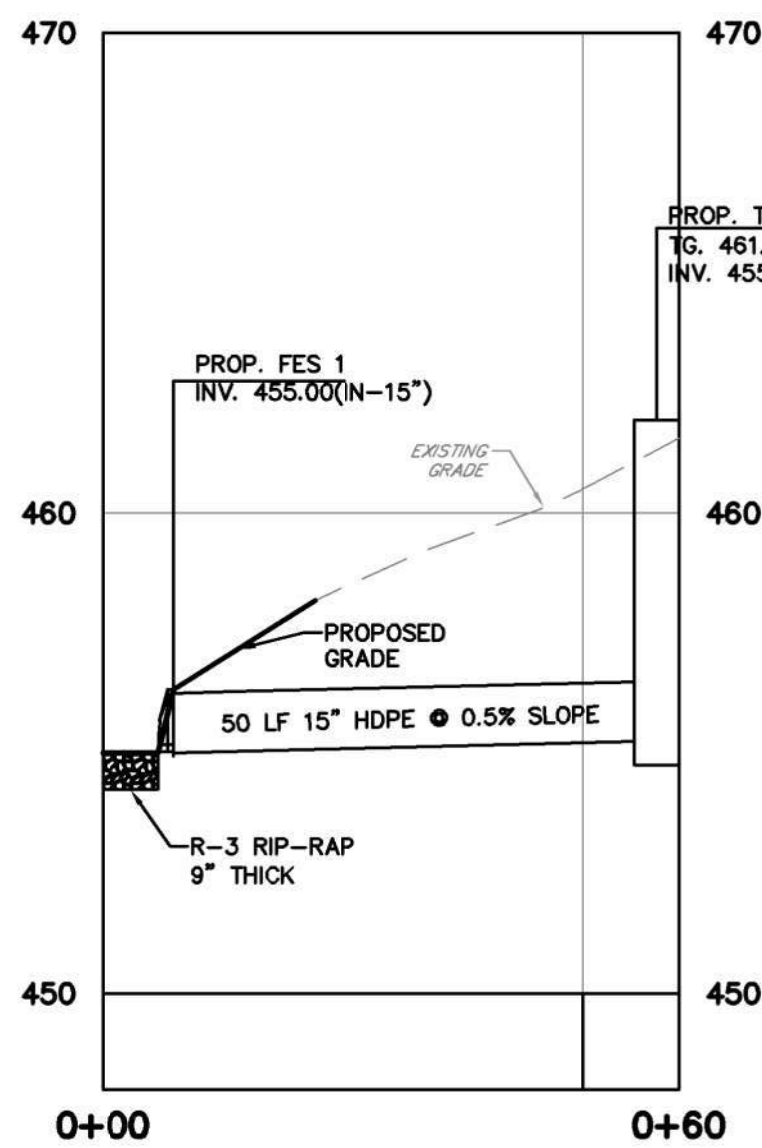 470
470
PROP. T
TG. 461.
INV. 455
PROP. FES 1
INV. 455.00(IN-15")
EXISTING
GRADE
460
460
PROPOSED
GRADE
50 LF 15" HDPE @ 0.5% SLOPE
R-3 RIP-RAP
9" THICK
450
450
0+00
0+60